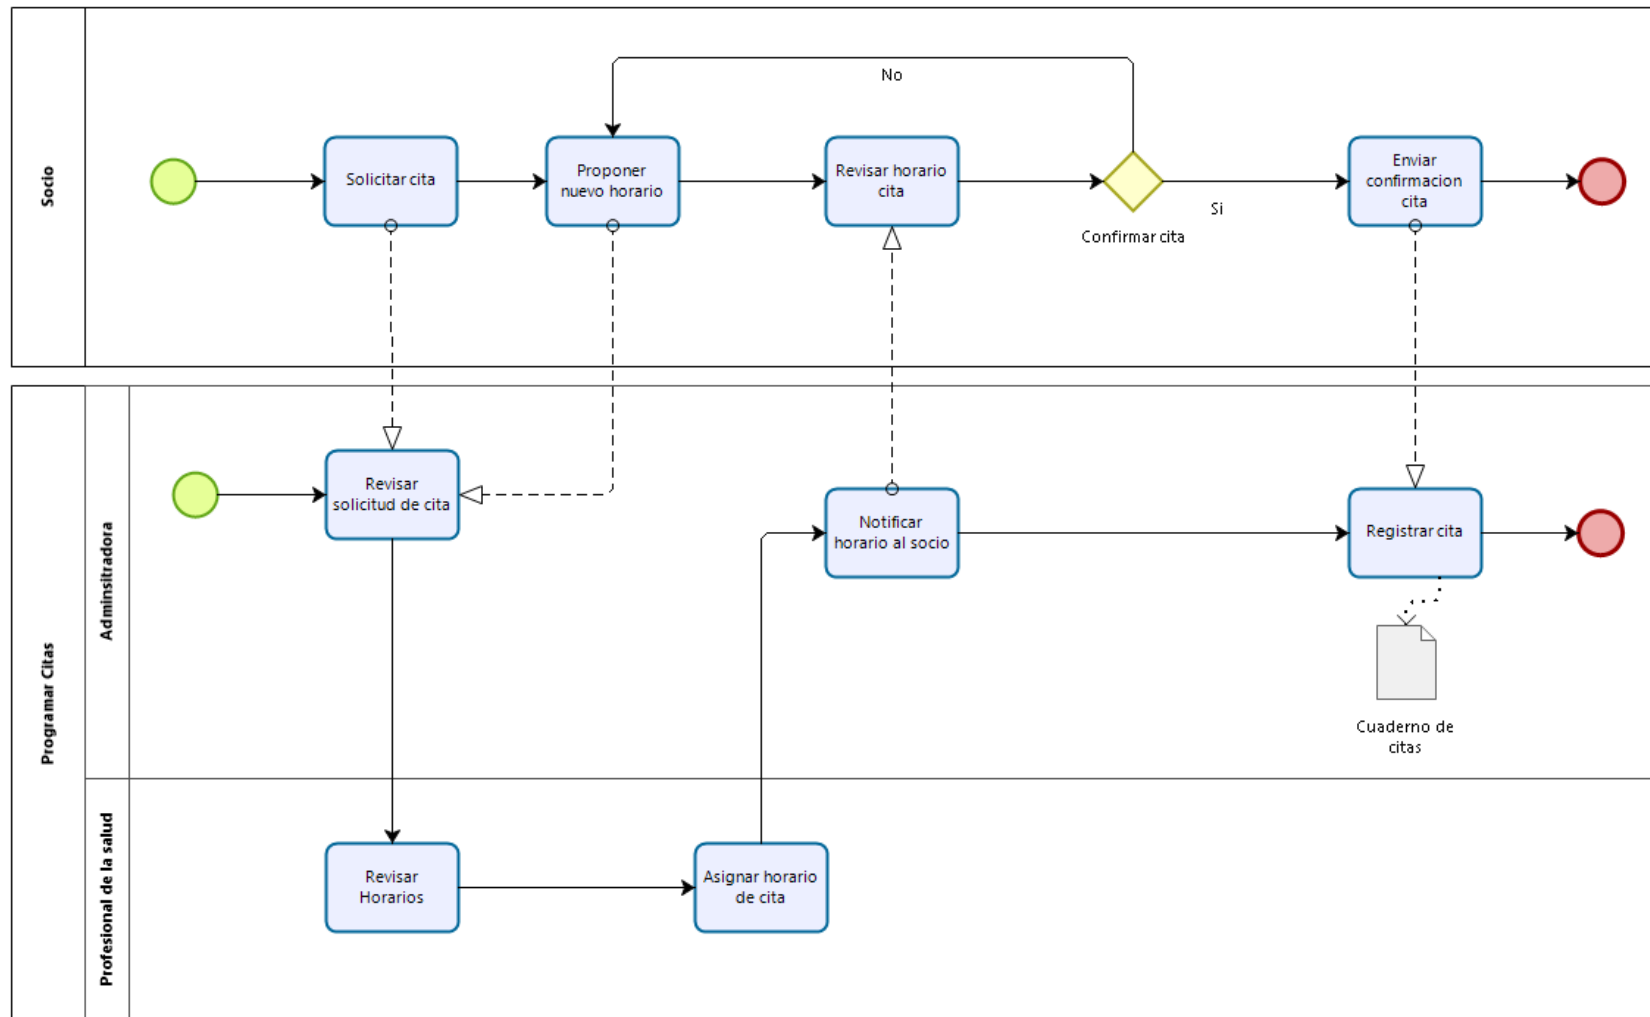 Socio
No
Solicitar cita
Proponer
nuevo horario
Revisar horario
cita
Confirmar cita
Si
Enviar
confirmacion
cita
Programar Citas
Adminsitradora
Revisar
solicitud de cita
Notificar
horario al socio
Registrar cita
Cuaderno de
citas
Profesional de la salud
Revisar
Horarios
Asignar horario
de cita